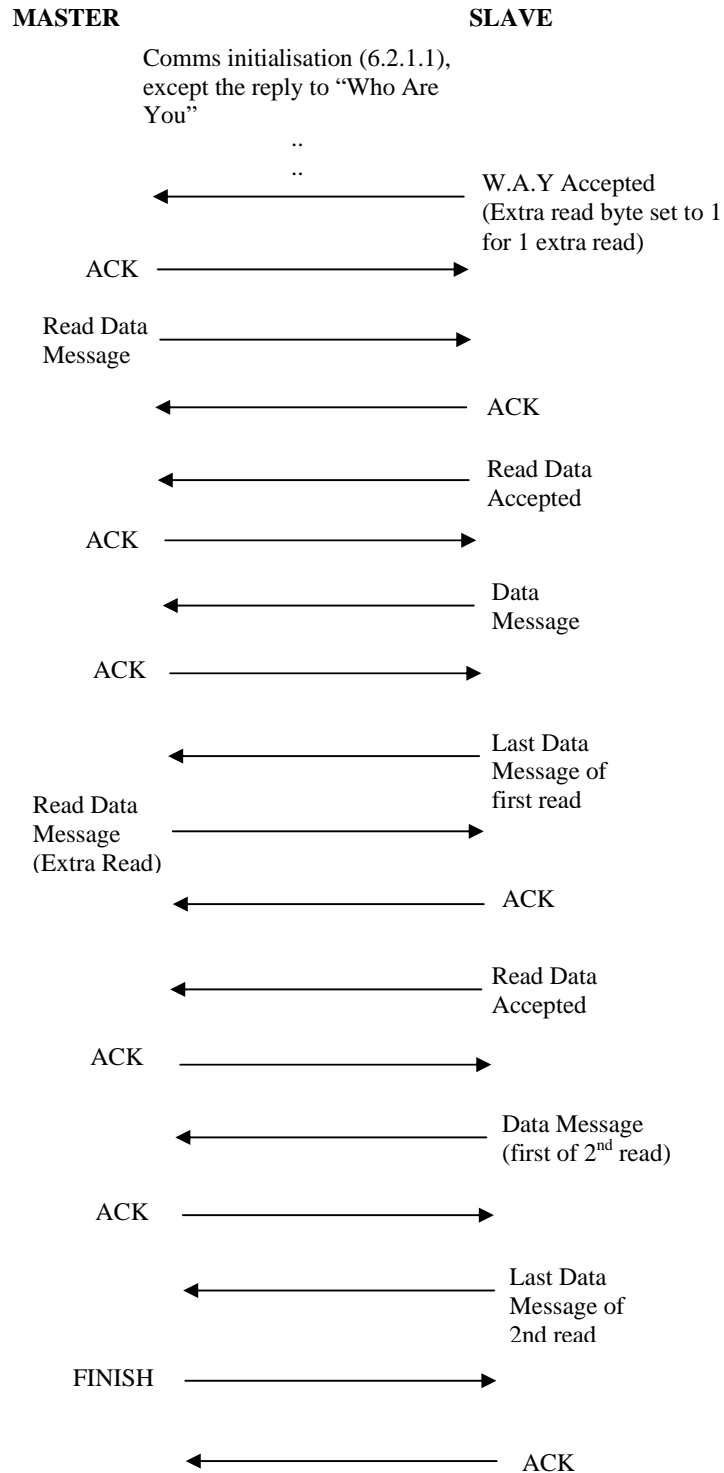 MASTER SLAVE
Comms initialisation (6.2.1.1),
except the reply to “Who Are
You”
..
..
W.A.Y Accepted
(Extra read byte set to 1
for 1 extra read)
ACK
Read Data
Message
ACK
Read Data
Accepted
ACK
Data
Message
ACK
Last Data
Message of
first read
Read Data
Message
(Extra Read)
ACK
Read Data
Accepted
ACK
Data Message
(first of 2nd read)
ACK
Last Data
Message of
2nd read
FINISH
ACK